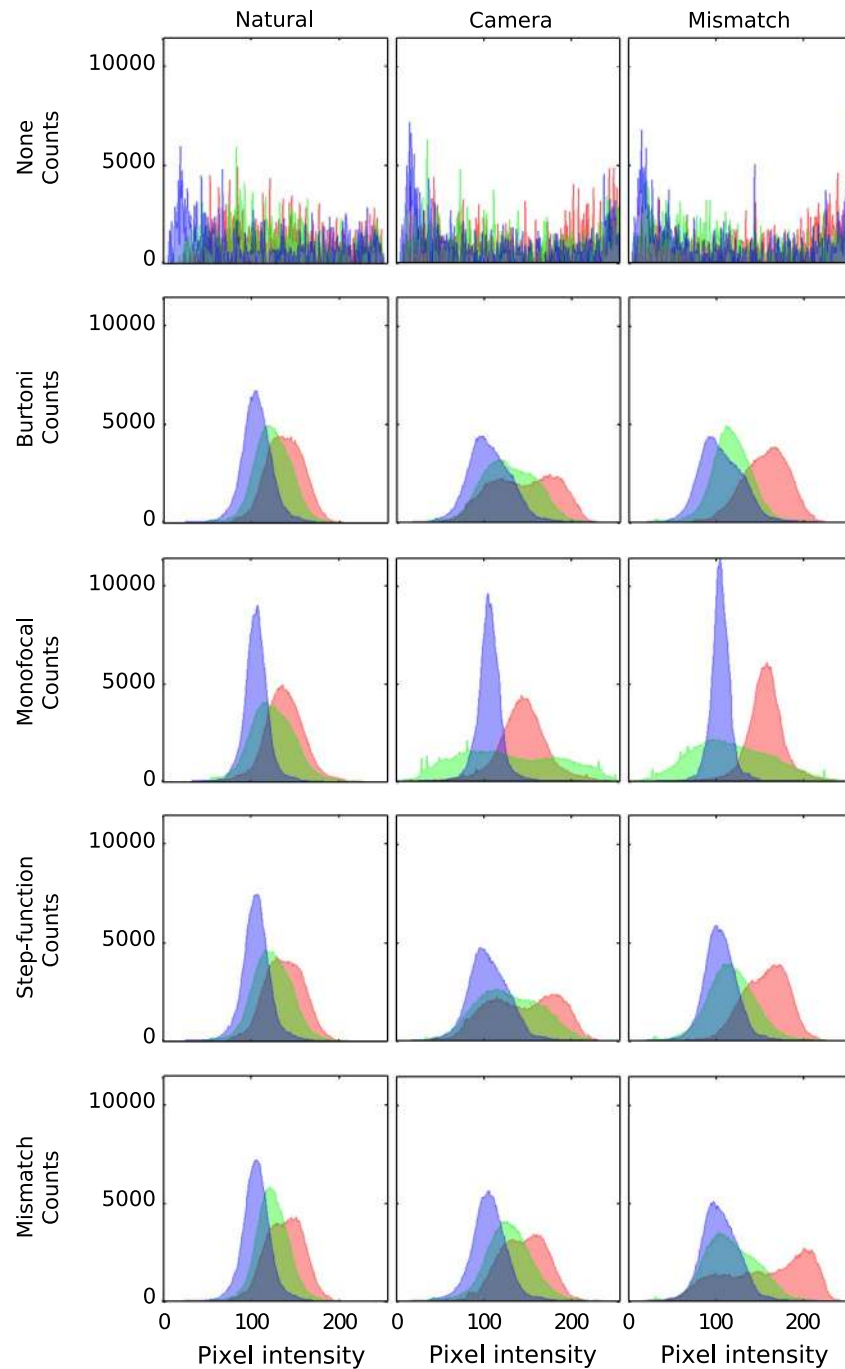 Natural Camera Mismatch
None
Counts
10000
5000
0
Burtoni
Counts
10000
5000
0
Monofocal
Counts
10000
5000
0
Step-function
Counts
10000
5000
0
Mismatch
Counts
10000
5000
0
0 100 200 0 100 200 0 100 200
Pixel intensity Pixel intensity Pixel intensity